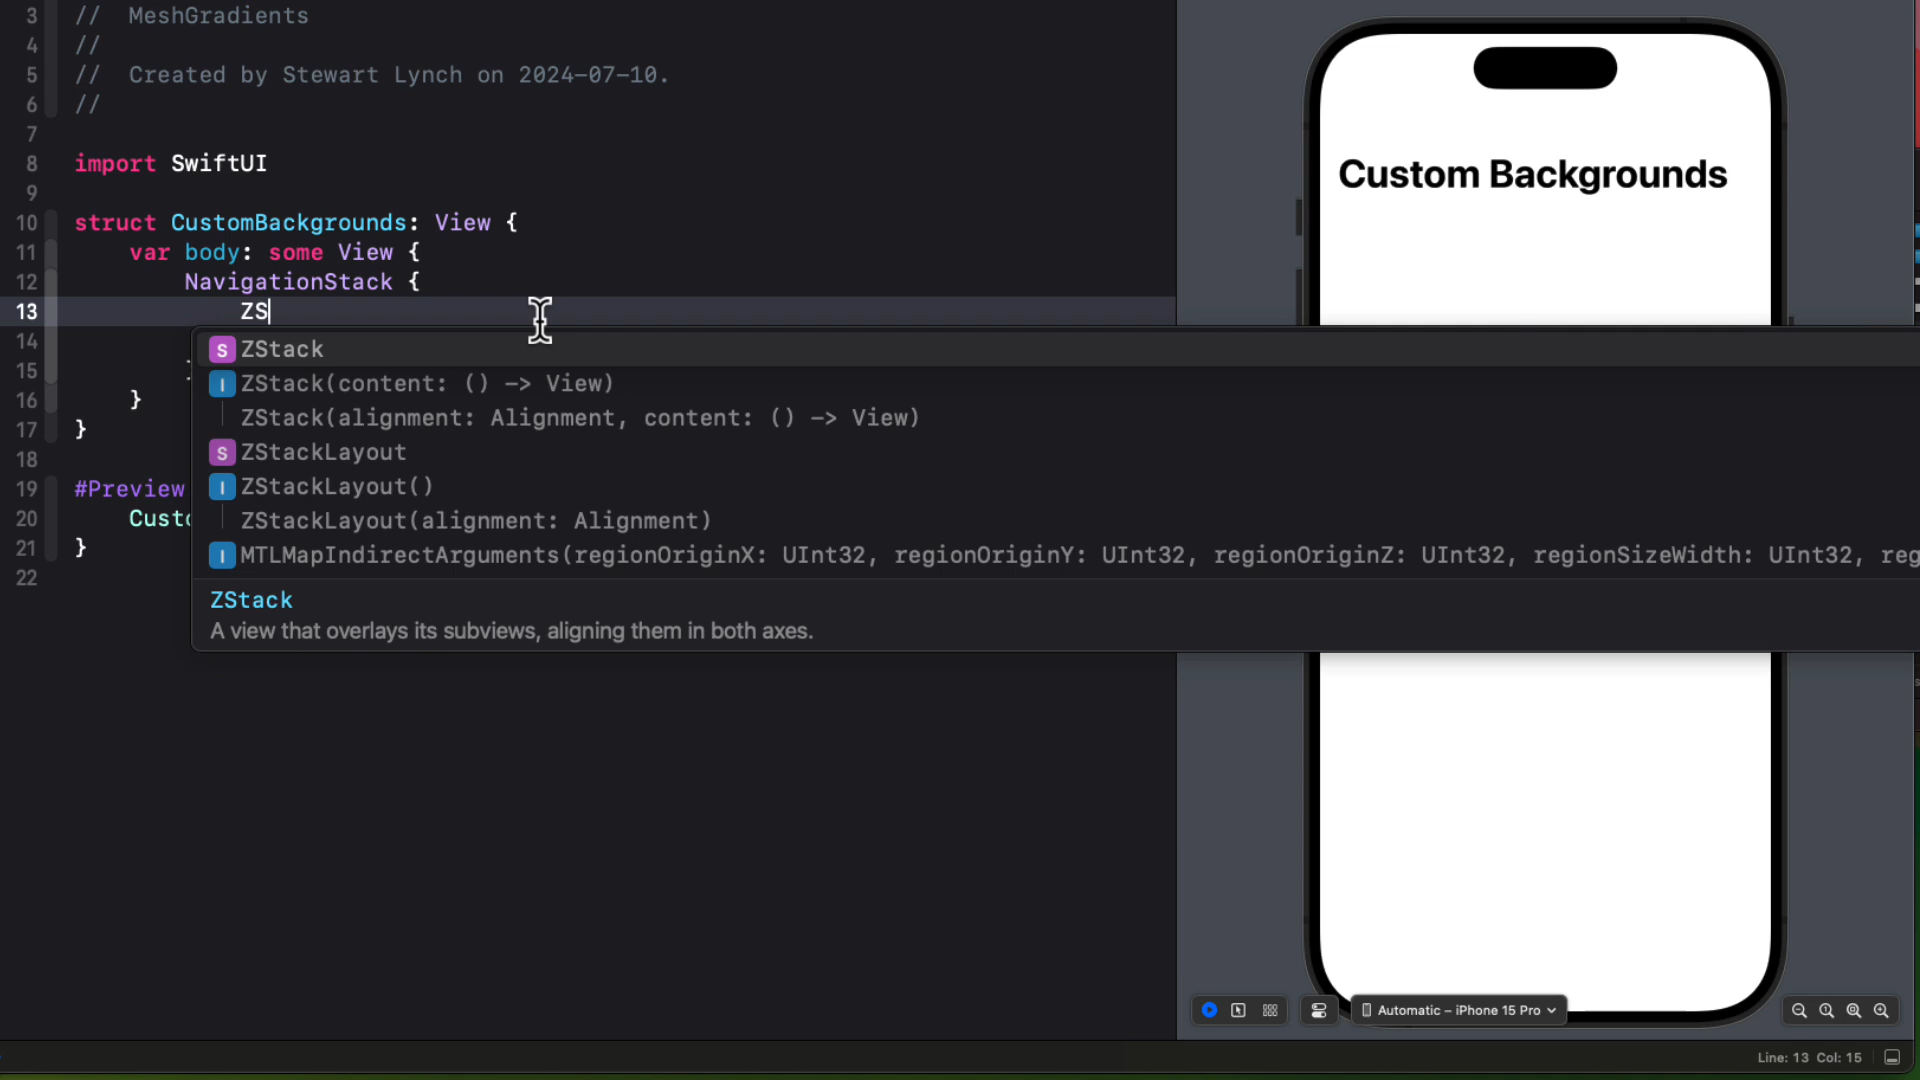 3 //  MeshGradients
4 //
5 //  Created by Stewart Lynch on 2024-07-10.
6 //
7
8 import SwiftUI
9
10 struct CustomBackgrounds: View {
11 var body: some View {
12 NavigationStack {
13 ZS
14
15
16 }
17 }
18
19 #Preview
20 Custo
21 }
22
S ZStack
I ZStack(content: () -> View)
ZStack(alignment: Alignment, content: () -> View)
S ZStackLayout
I ZStackLayout()
ZStackLayout(alignment: Alignment)
I MTLMapIndirectArguments(regionOriginX: UInt32, regionOriginY: UInt32, regionOriginZ: UInt32, regionSizeWidth: UInt32, reg
ZStack
A view that overlays its subviews, aligning them in both axes.
Custom Backgrounds
Automatic – iPhone 15 Pro
Line: 13 Col: 15